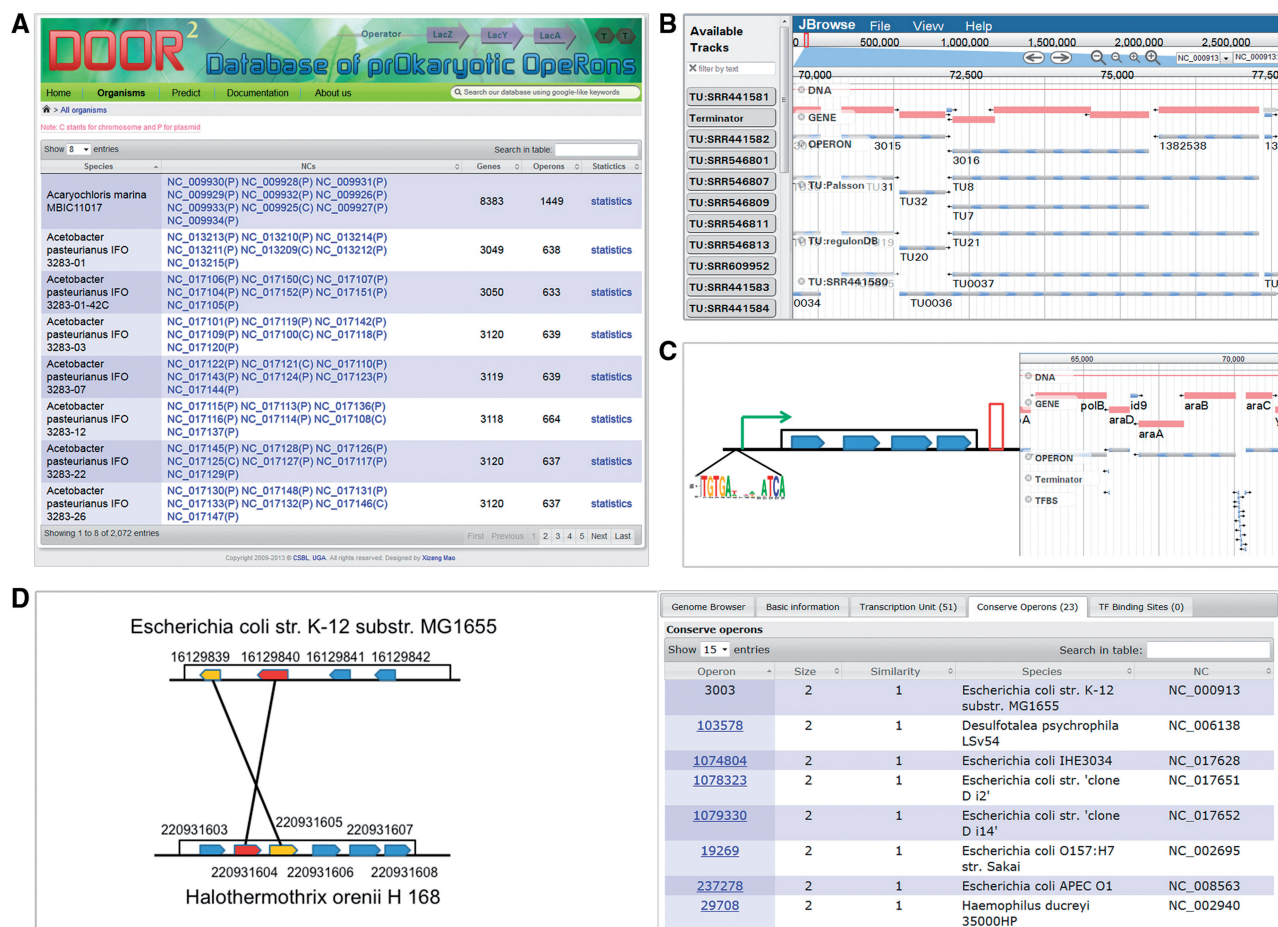 A
DOOR2
Operator LacZ LacY LacA T T
Database of prOkaryotic OpeRons
Home Organisms Predict Documentation About us Search our database using google-like keywords
> All organisms
Note: C stants for chromosome and P for plasmid
Show 8 entries Search in table:
Species NCs Genes Operons Statictics
Acaryochloris marina MBIC11017
NC_009930(P) NC_009928(P) NC_009931(P)
NC_009929(P) NC_009932(P) NC_009926(P)
NC_009933(P) NC_009925(C) NC_009927(P)
NC_009934(P)
8383 1449 statistics
Acetobacter
pasteurianus IFO
3283-01
NC_013213(P) NC_013210(P) NC_013214(P)
NC_013211(P) NC_013209(C) NC_013212(P)
NC_013215(P)
3049 638 statistics
Acetobacter
pasteurianus IFO
3283-01-42C
NC_017106(P) NC_017150(C) NC_017107(P)
NC_017104(P) NC_017152(P) NC_017151(P)
NC_017105(P)
3050 633 statistics
Acetobacter
pasteurianus IFO
3283-03
NC_017101(P) NC_017119(P) NC_017142(P)
NC_017109(P) NC_017100(C) NC_017118(P)
NC_017120(P)
3120 639 statistics
Acetobacter
pasteurianus IFO
3283-07
NC_017122(P) NC_017121(C) NC_017110(P)
NC_017143(P) NC_017124(P) NC_017123(P)
NC_017144(P)
3119 639 statistics
Acetobacter
pasteurianus IFO
3283-12
NC_017115(P) NC_017113(P) NC_017136(P)
NC_017116(P) NC_017114(P) NC_017108(C)
NC_017137(P)
3118 664 statistics
Acetobacter
pasteurianus IFO
3283-22
NC_017145(P) NC_017128(P) NC_017126(P)
NC_017125(C) NC_017127(P) NC_017117(P)
NC_017129(P)
3120 637 statistics
Acetobacter
pasteurianus IFO
3283-26
NC_017130(P) NC_017148(P) NC_017131(P)
NC_017133(P) NC_017132(P) NC_017146(C)
NC_017147(P)
3120 637 statistics
Showing 1 to 8 of 2,072 entries First Previous 1 2 3 4 5 Next Last
Copyright 2009-2013 © CSBL, UGA. All rights reserved. Designed by Xizeng Mao
B
Available
Tracks
filter by text
TU:SRR441581
Terminator
TU:SRR441582
TU:SRR546801
TU:SRR546807
TU:SRR546809
TU:SRR546811
TU:SRR546813
TU:SRR609952
TU:SRR441583
TU:SRR441584
JBrowse File View Help
0 500,000 1,000,000 1,500,000 2,000,000 2,500,000
NC_000913 NC_000913:
70,000 72,500 75,000 77,50
DNA
GENE
OPERON
3015 3016 1382538 13
TU:Palsson
TU31 TU8
TU32 TU7
TU:regulonDB
19 TU21
TU20
TU:SRR441580
TU0037 TU
0034 TU0036
C
TGTGA ATCA
65,000 70,000
DNA
GENE
A polB id9 araB araC
araD araA y
OPERON
Terminator
TFBS
D
Escherichia coli str. K-12 substr. MG1655
16129839 16129840 16129841 16129842
220931603 220931605 220931607
220931604 220931606 220931608
Halothermothrix orenii H 168
Genome Browser Basic information Transcription Unit (51) Conserve Operons (23) TF Binding Sites (0)
Conserve operons
Show 15 entries Search in table:
Operon Size Similarity Species NC
3003 2 1 Escherichia coli str. K-12 substr. MG1655 NC_000913
103578 2 1 Desulfotalea psychrophila LSv54 NC_006138
1074804 2 1 Escherichia coli IHE3034 NC_017628
1078323 2 1 Escherichia coli str. 'clone D i2' NC_017651
1079330 2 1 Escherichia coli str. 'clone D i14' NC_017652
19269 2 1 Escherichia coli O157:H7 str. Sakai NC_002695
237278 2 1 Escherichia coli APEC O1 NC_008563
29708 2 1 Haemophilus ducreyi 35000HP NC_002940